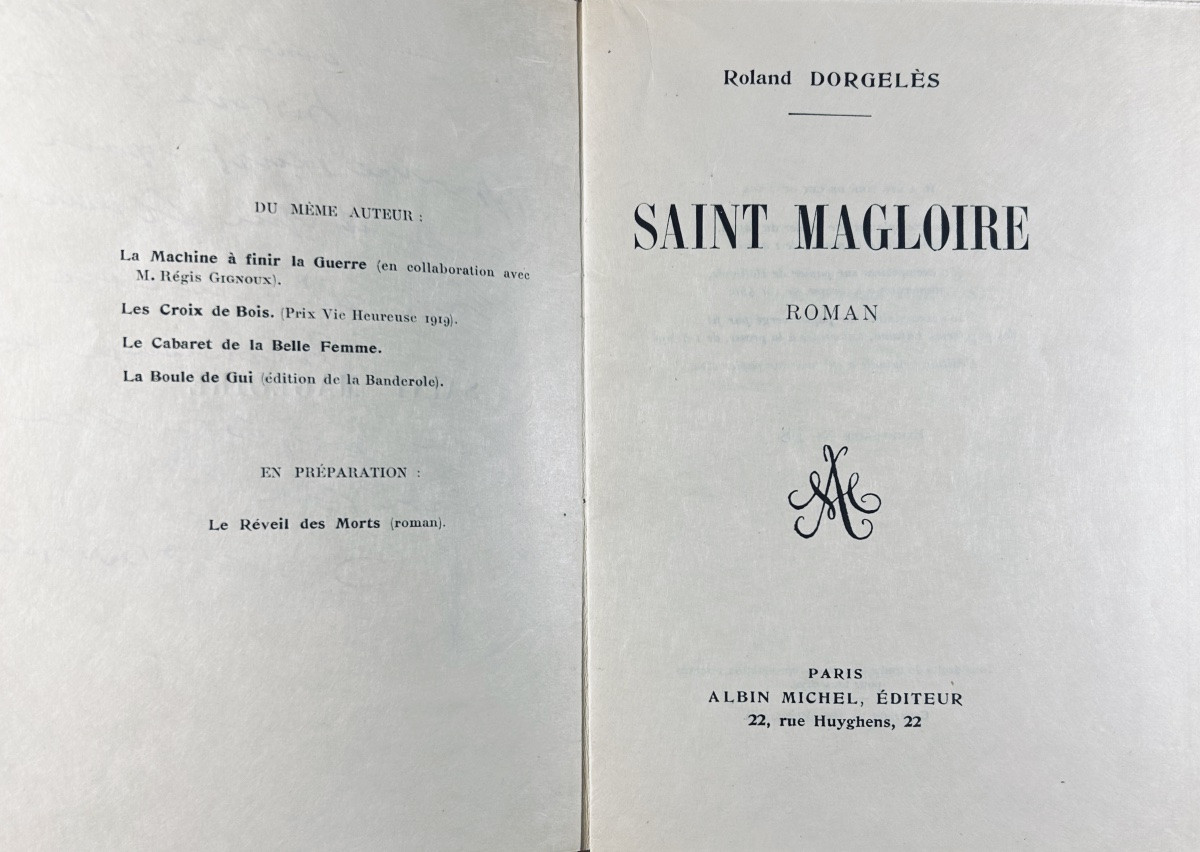 DU MÊME AUTEUR :
La Machine à finir la Guerre (en collaboration avec
M. Régis GIGNOUX).
Les Croix de Bois. (Prix Vie Heureuse 1919).
Le Cabaret de la Belle Femme.
La Boule de Gui (édition de la Banderole).
EN PRÉPARATION :
Le Réveil des Morts (roman).
Roland DORGELÈS
SAINT MAGLOIRE
ROMAN
AM
PARIS
ALBIN MICHEL, ÉDITEUR
22, rue Huyghens, 22